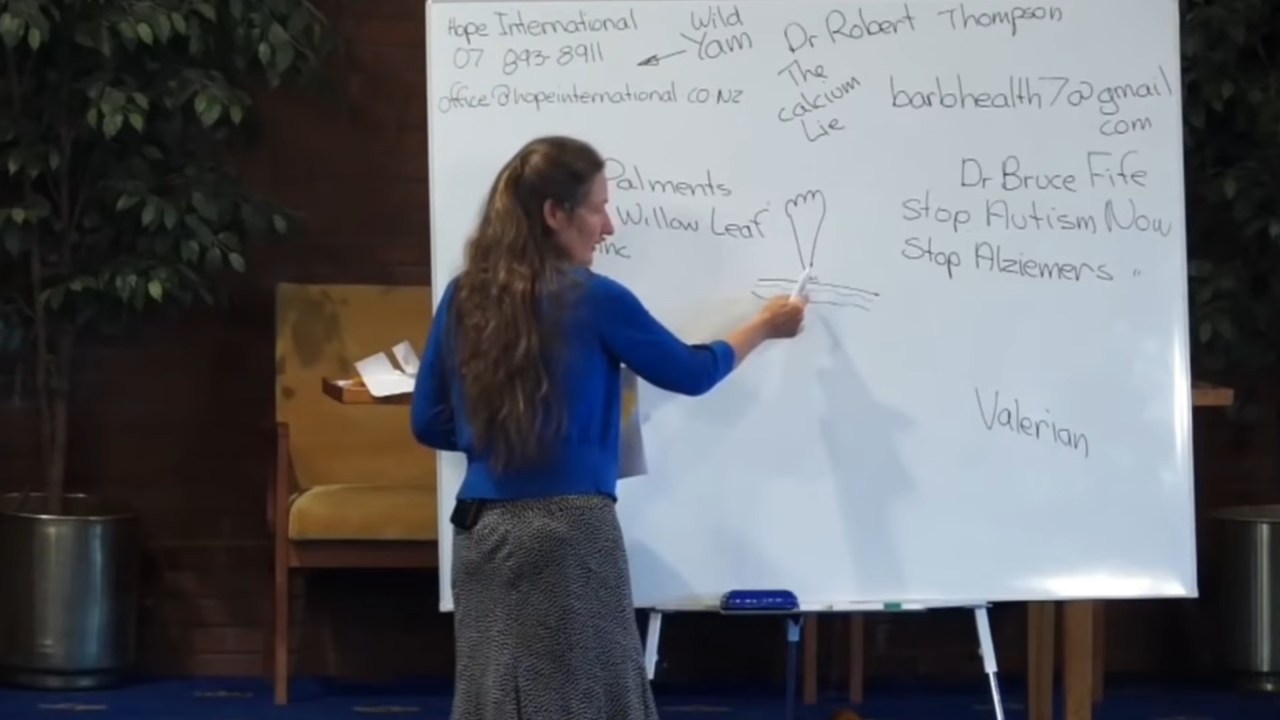 Hope International
07 893-8911
office@hopeinternational.co.NZ
Wild
Yam
Dr Robert Thompson
The
calcium
Lie
barbhealth7@gmail
com
Palments
Willow Leaf
inc
Dr Bruce Fife
Stop Autism Now
Stop Alziemers "
Valerian